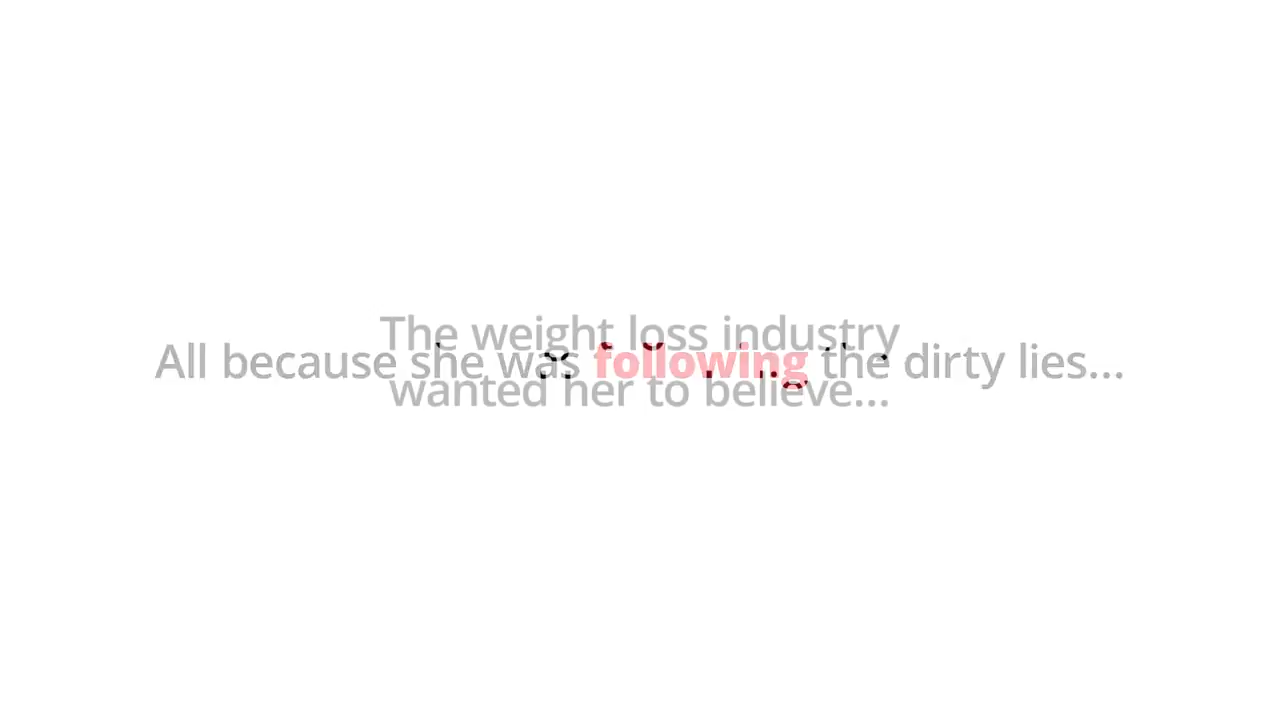 The weight loss industry
All because she was following the dirty lies...
wanted her to believe...